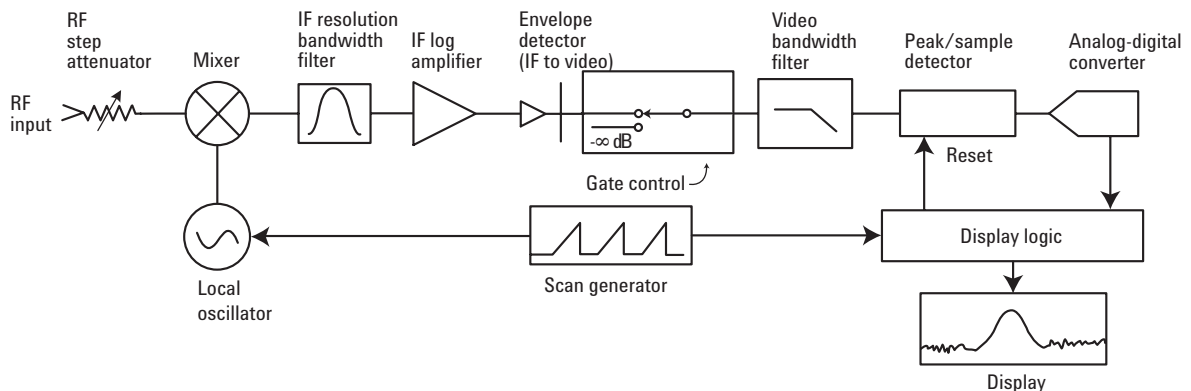 RF
step
attenuator
Mixer
IF resolution
bandwidth
filter
IF log
amplifier
Envelope
detector
(IF to video)
Video
bandwidth
filter
Peak/sample
detector
Analog-digital
converter
RF
input
-∞ dB
Gate control
Reset
Local
oscillator
Scan generator
Display logic
Display